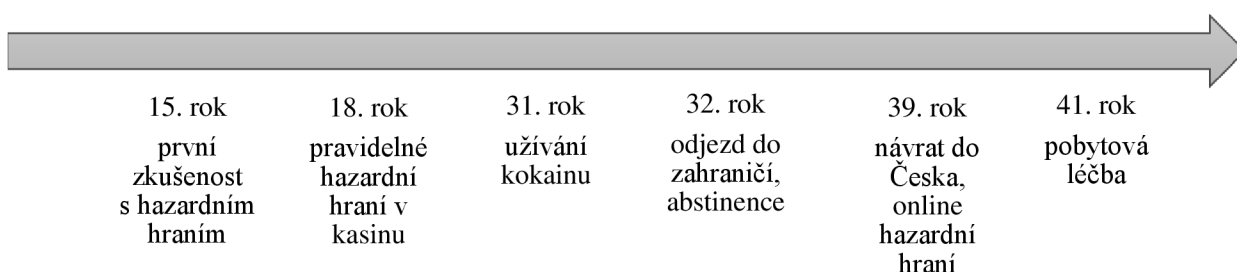 15. rok
první
zkušenost
s hazardním
hraním
18. rok
pravidelné
hazardní
hraní v
kasinu
31. rok
užívání
kokainu
32. rok
odjezd do
zahraničí,
abstinence
39. rok
návrat do
Česka,
online
hazardní
hraní
41. rok
pobytová
léčba